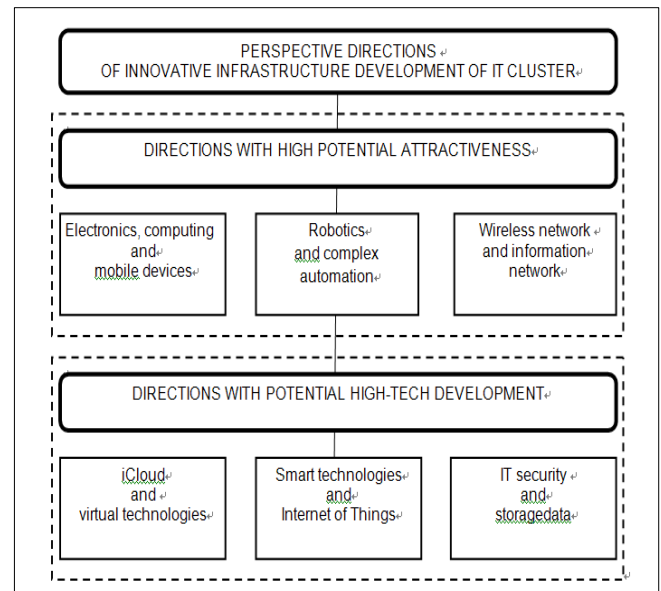 PERSPECTIVE DIRECTIONS
OF INNOVATIVE INFRASTRUCTURE DEVELOPMENT OF IT CLUSTER
DIRECTIONS WITH HIGH POTENTIAL ATTRACTIVENESS
Electronics, computing
and
mobile devices
Robotics
and complex
automation
Wireless network
and information
network
DIRECTIONS WITH POTENTIAL HIGH-TECH DEVELOPMENT
iCloud
and
virtual technologies
Smart technologies
and
Internet of Things
IT security
and
storagedata